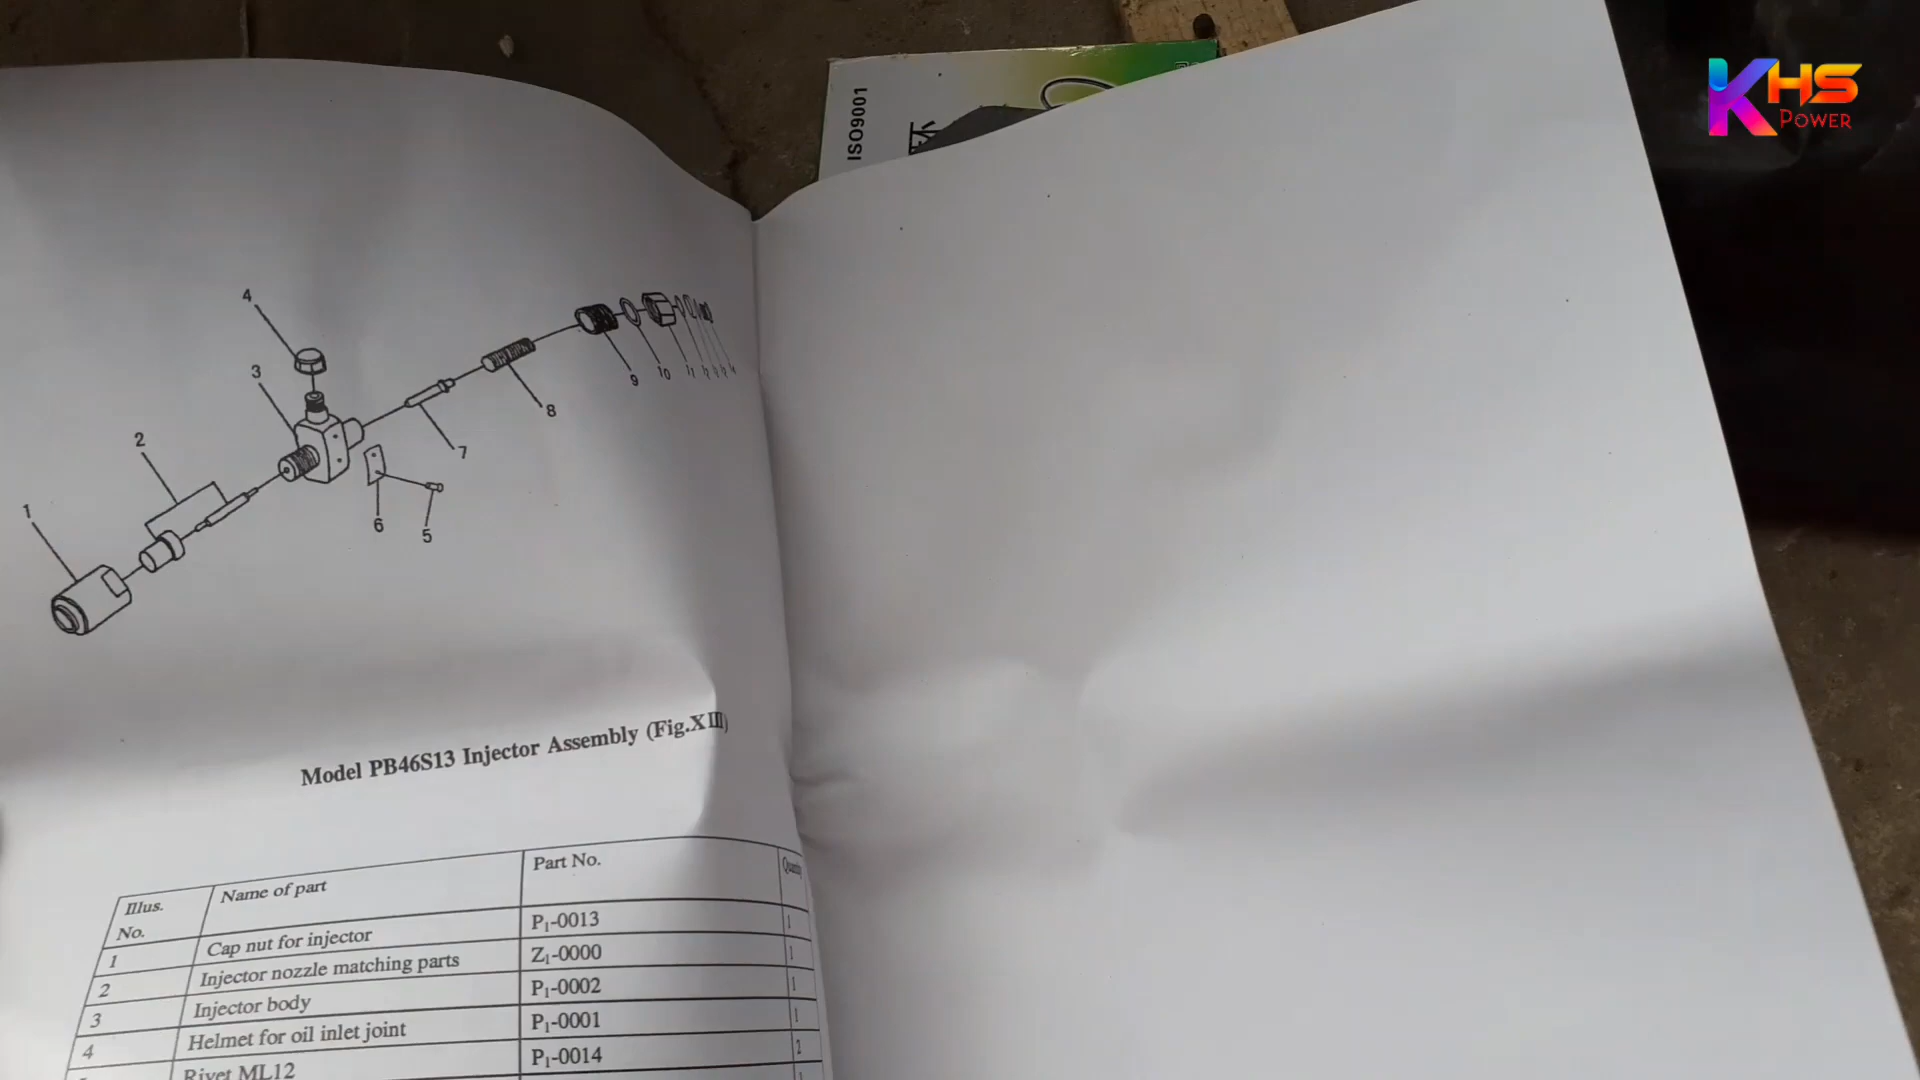 KHS
POWER
ISO9001
4
3
2
1
10
9
8
7
6
5
Model PB46S13 Injector Assembly (Fig.XIII)
Illus. No. Name of part Part No. Quantity
1 Cap nut for injector P1-0013 1
2 Injector nozzle matching parts Z1-0000 1
3 Injector body P1-0002 1
4 Helmet for oil inlet joint P1-0001 1
Rivet ML12 P1-0014 2